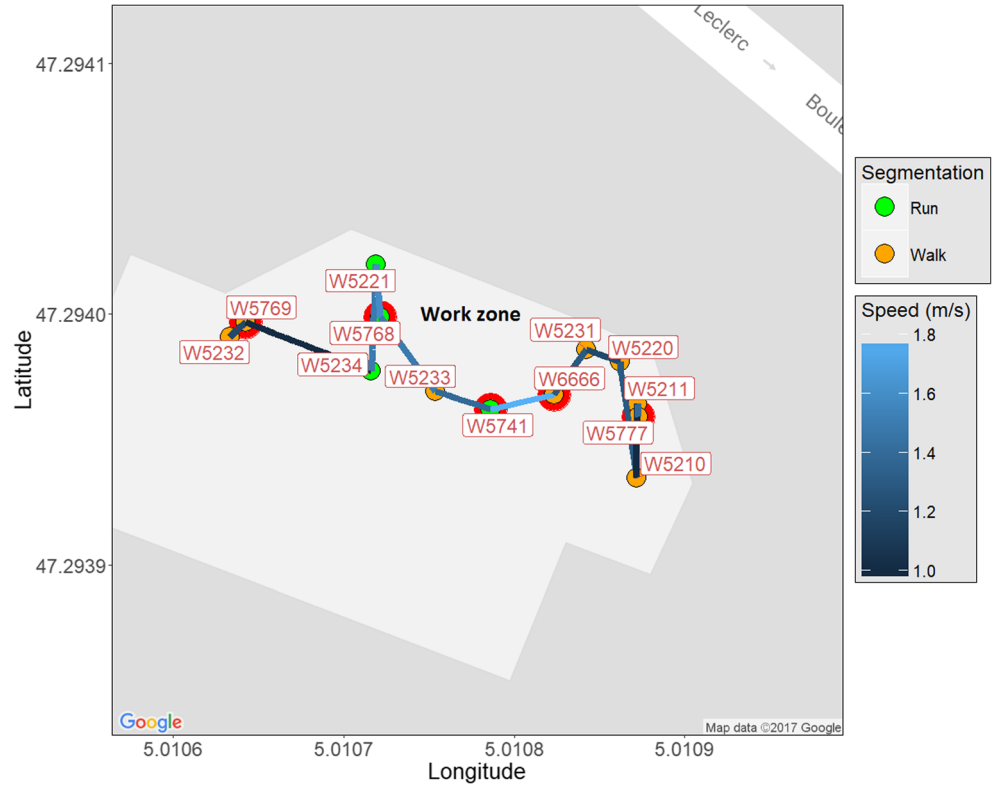 Leclerc
Boule
47.2941
47.2940
47.2939
Latitude
W5221
W5769
W5768
Work zone
W5232
W5234
W5233
W5231
W5220
W6666
W5211
W5741
W5777
W5210
Google
Map data ©2017 Google
5.0106
5.0107
5.0108
5.0109
Longitude
Segmentation
Run
Walk
Speed (m/s)
1.8
1.6
1.4
1.2
1.0